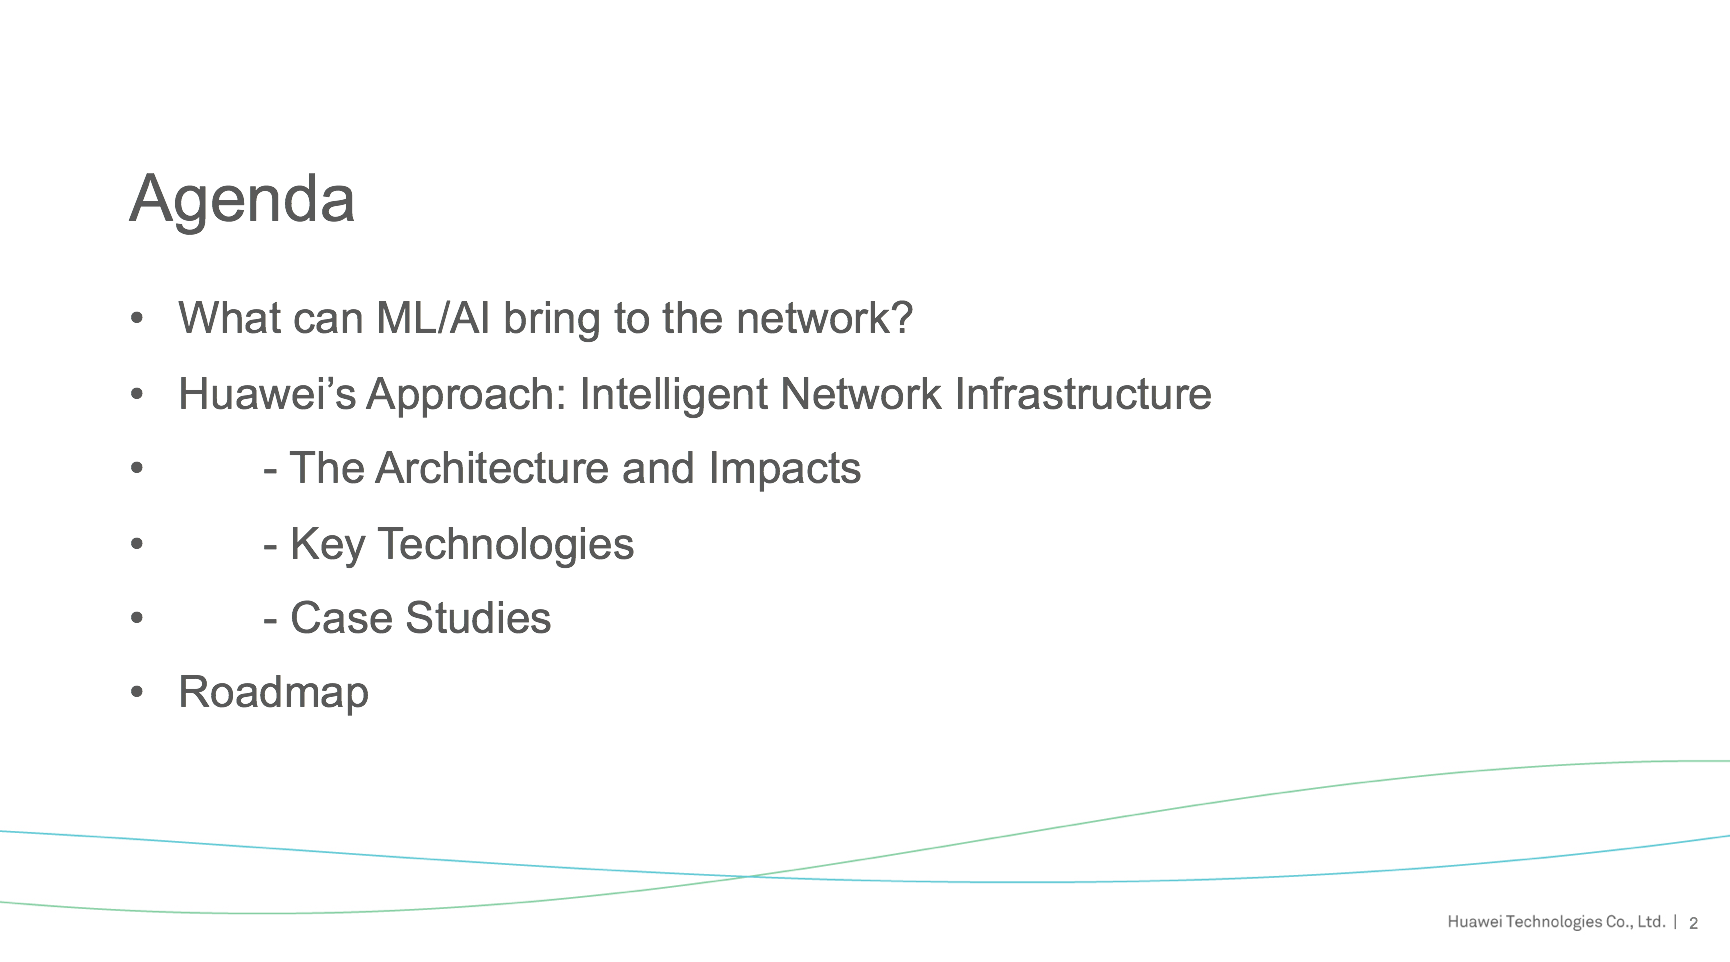 Agenda
• What can ML/AI bring to the network?
• Huawei’s Approach: Intelligent Network Infrastructure
• - The Architecture and Impacts
• - Key Technologies
• - Case Studies
• Roadmap
Huawei Technologies Co., Ltd. | 2